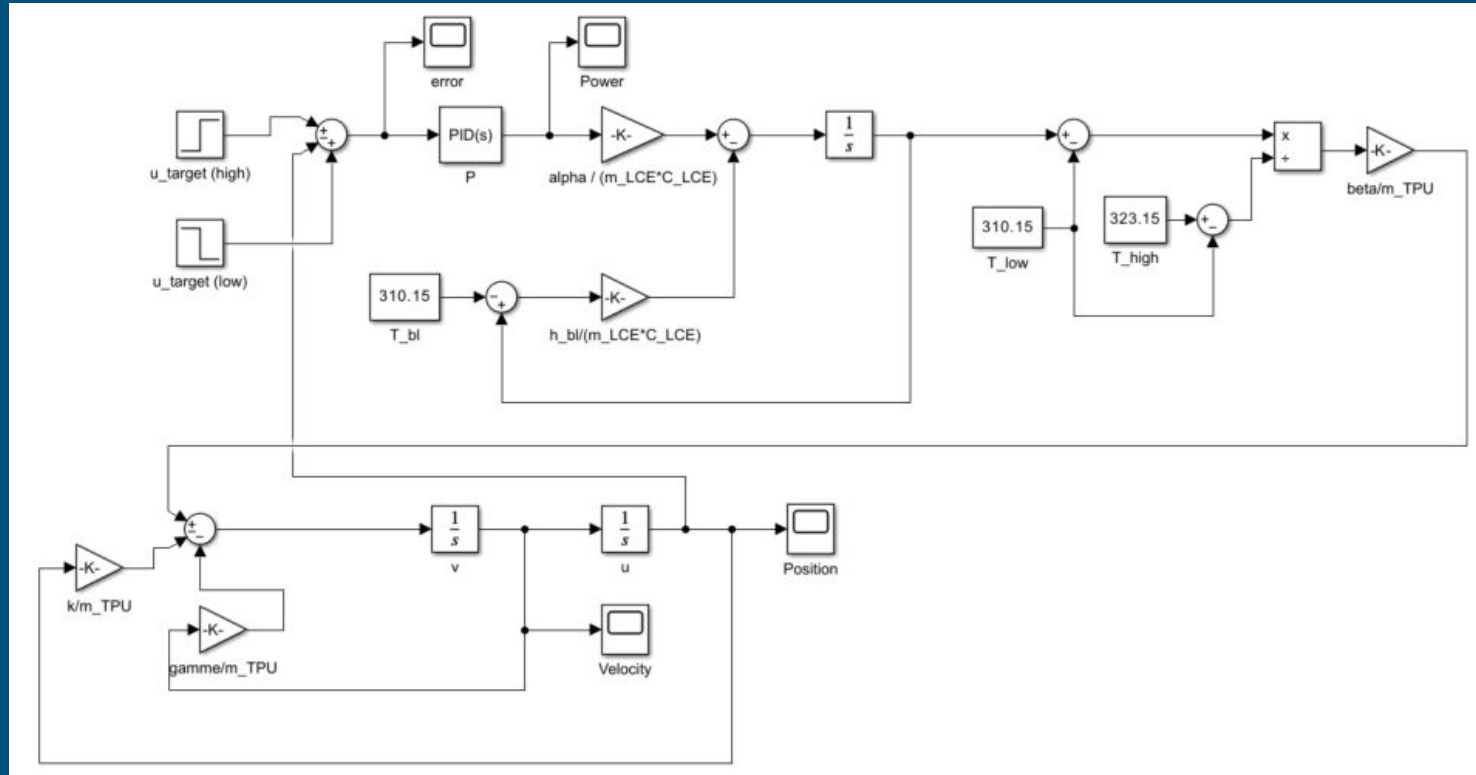 error
Power
u_target (high)
PID(s)
P
-K-
alpha / (m_LCE*C_LCE)
1
s
x
÷
-K-
beta/m_TPU
310.15
T_low
323.15
T_high
u_target (low)
310.15
T_bl
-K-
h_bl/(m_LCE*C_LCE)
1
s
v
1
s
u
Position
-K-
k/m_TPU
-K-
gamme/m_TPU
Velocity